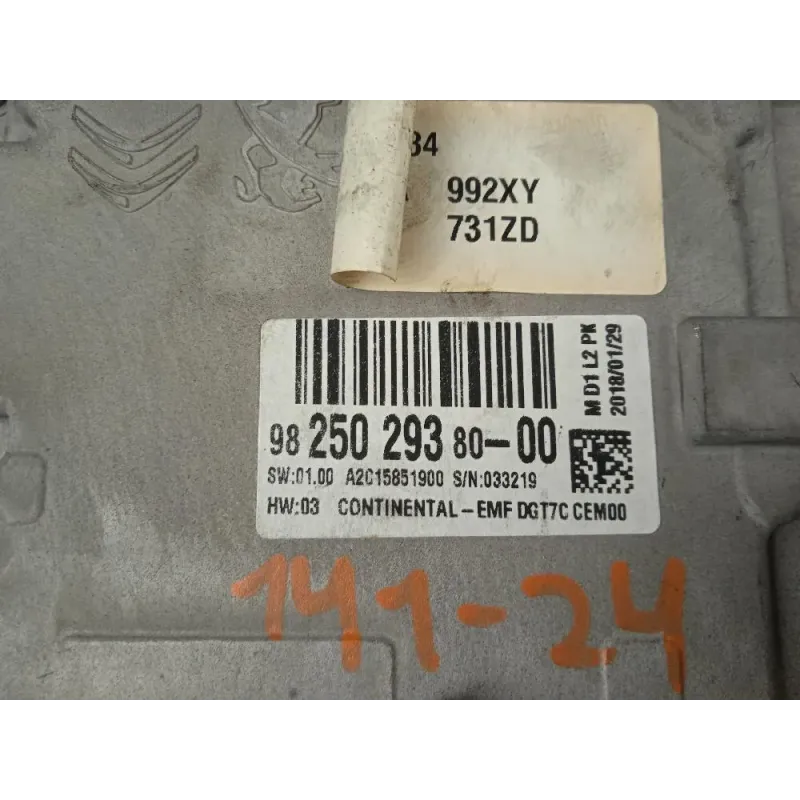 34
992XY
731ZD
M D1 L2 PK
2018/01/29
98 250 293 80-00
SW:01.00 A2C15851900 S/N:033219
HW:03 CONTINENTAL-EMF DGT7C CEM00
141-24